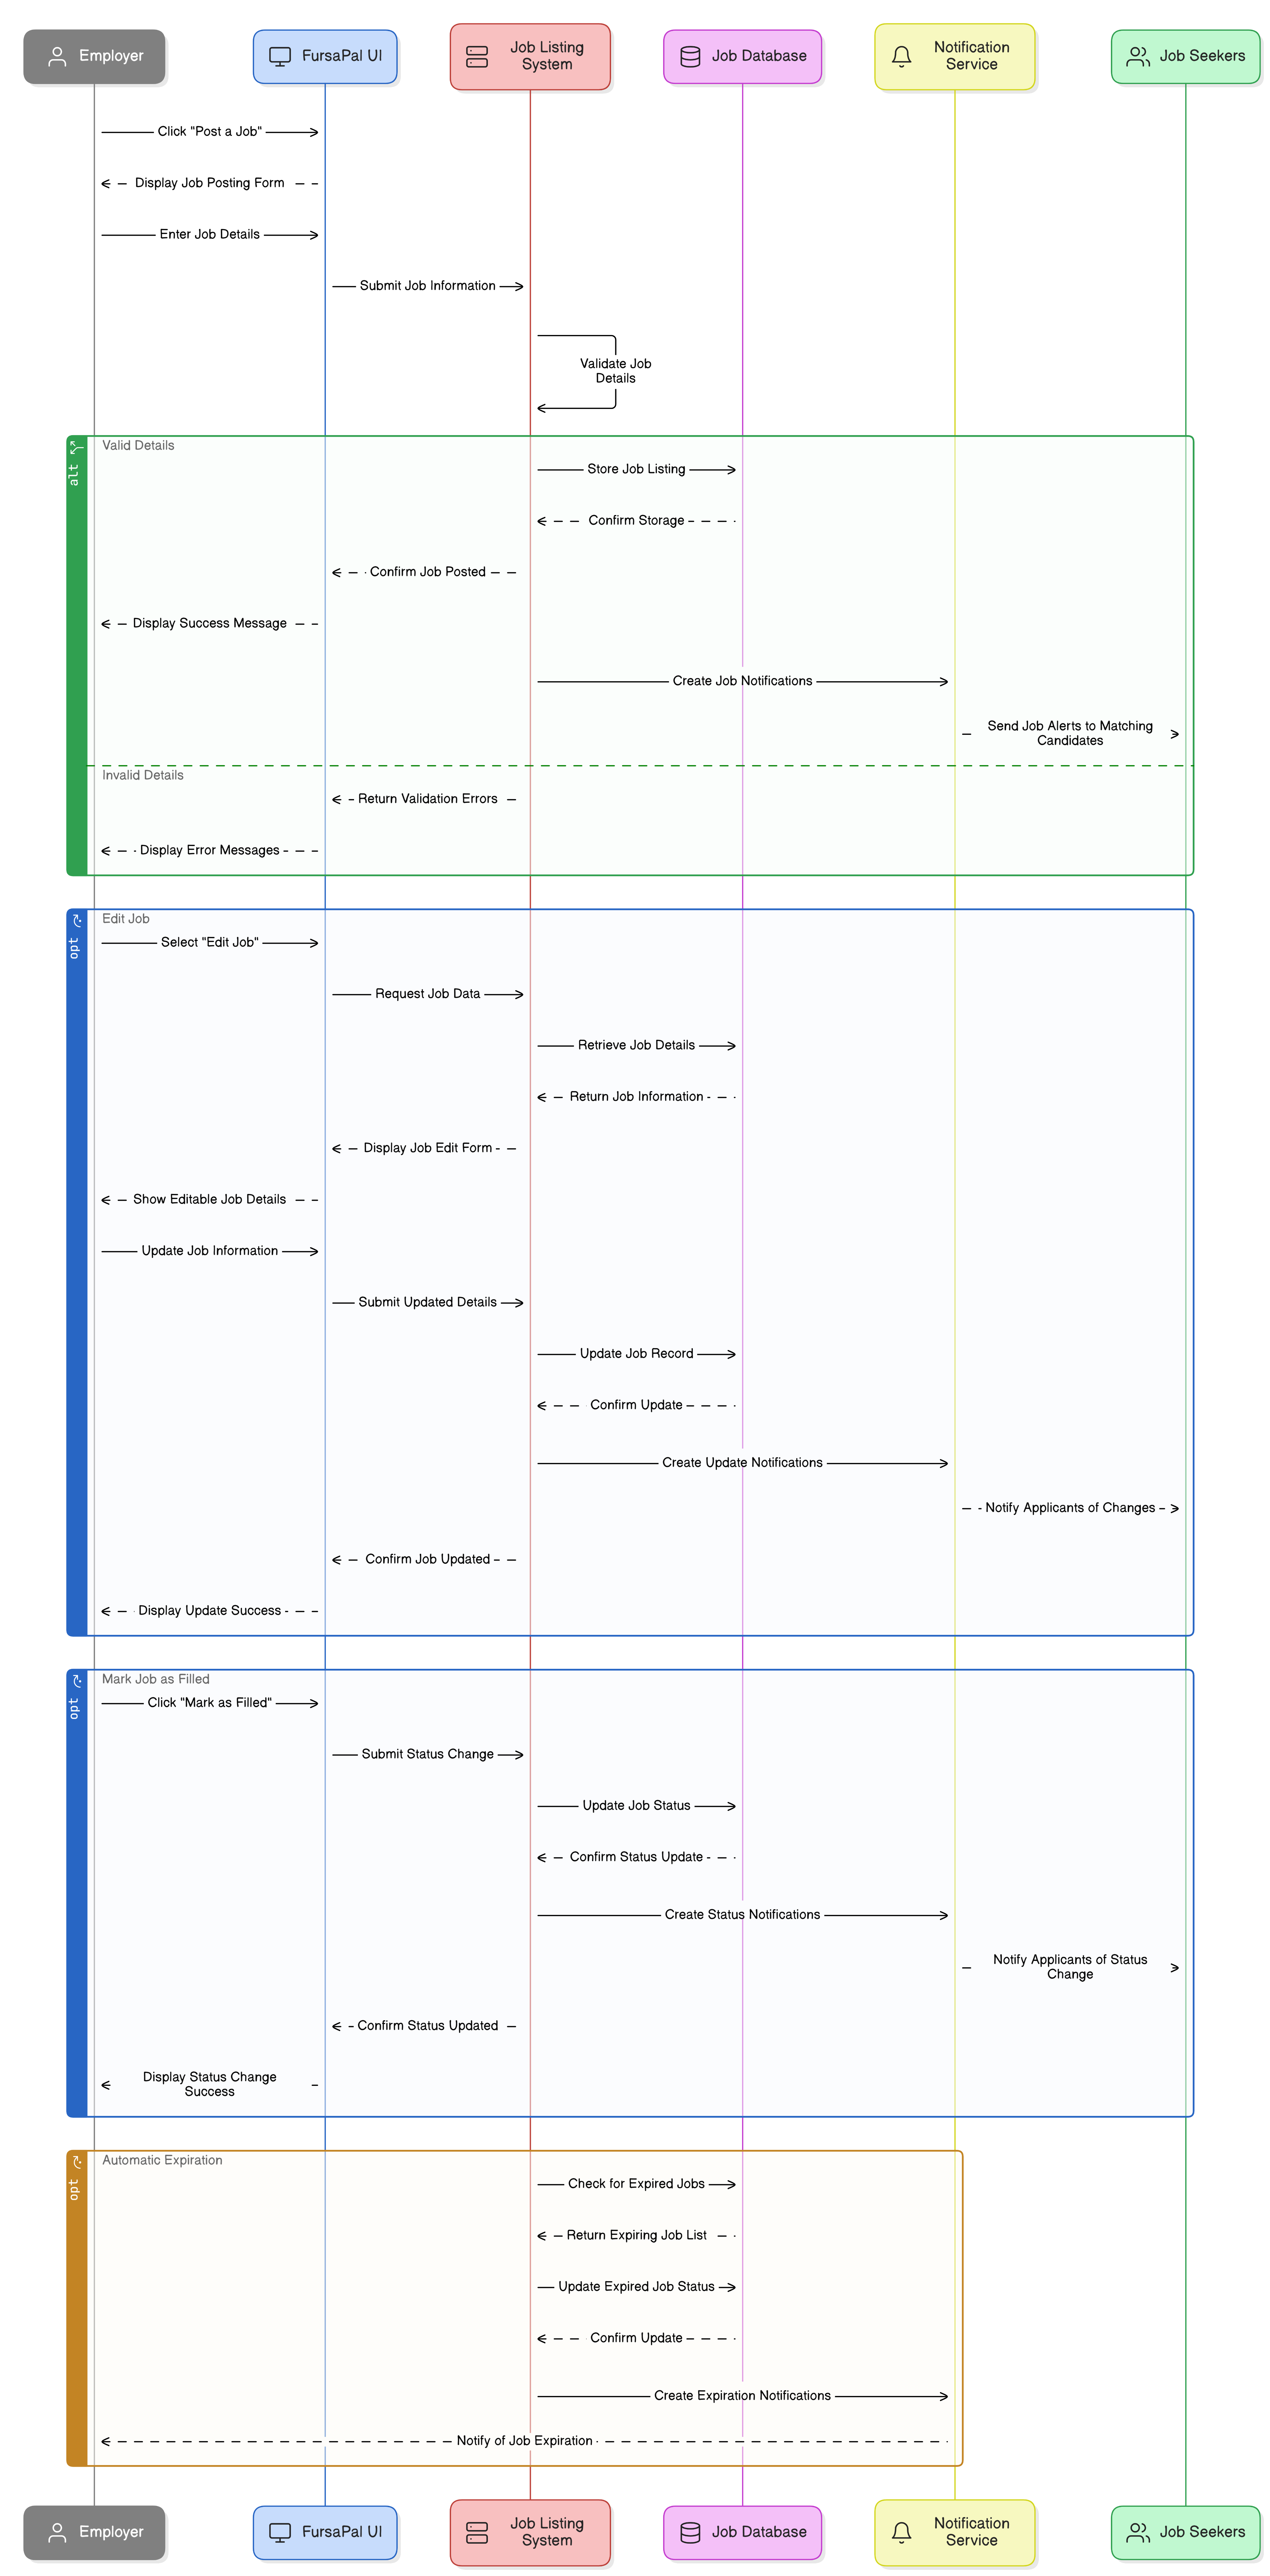 Employer
FursaPal UI
Job Listing
System
Job Database
Notification
Service
Job Seekers
Click "Post a Job"
Display Job Posting Form
Enter Job Details
Submit Job Information
Validate Job
Details
alt
Valid Details
Store Job Listing
Confirm Storage
Confirm Job Posted
Display Success Message
Create Job Notifications
Send Job Alerts to Matching
Candidates
Invalid Details
Return Validation Errors
Display Error Messages
opt
Edit Job
Select "Edit Job"
Request Job Data
Retrieve Job Details
Return Job Information
Display Job Edit Form
Show Editable Job Details
Update Job Information
Submit Updated Details
Update Job Record
Confirm Update
Create Update Notifications
Notify Applicants of Changes
Confirm Job Updated
Display Update Success
opt
Mark Job as Filled
Click "Mark as Filled"
Submit Status Change
Update Job Status
Confirm Status Update
Create Status Notifications
Notify Applicants of Status
Change
Confirm Status Updated
Display Status Change
Success
opt
Automatic Expiration
Check for Expired Jobs
Return Expiring Job List
Update Expired Job Status
Confirm Update
Create Expiration Notifications
Notify of Job Expiration
Employer
FursaPal UI
Job Listing
System
Job Database
Notification
Service
Job Seekers